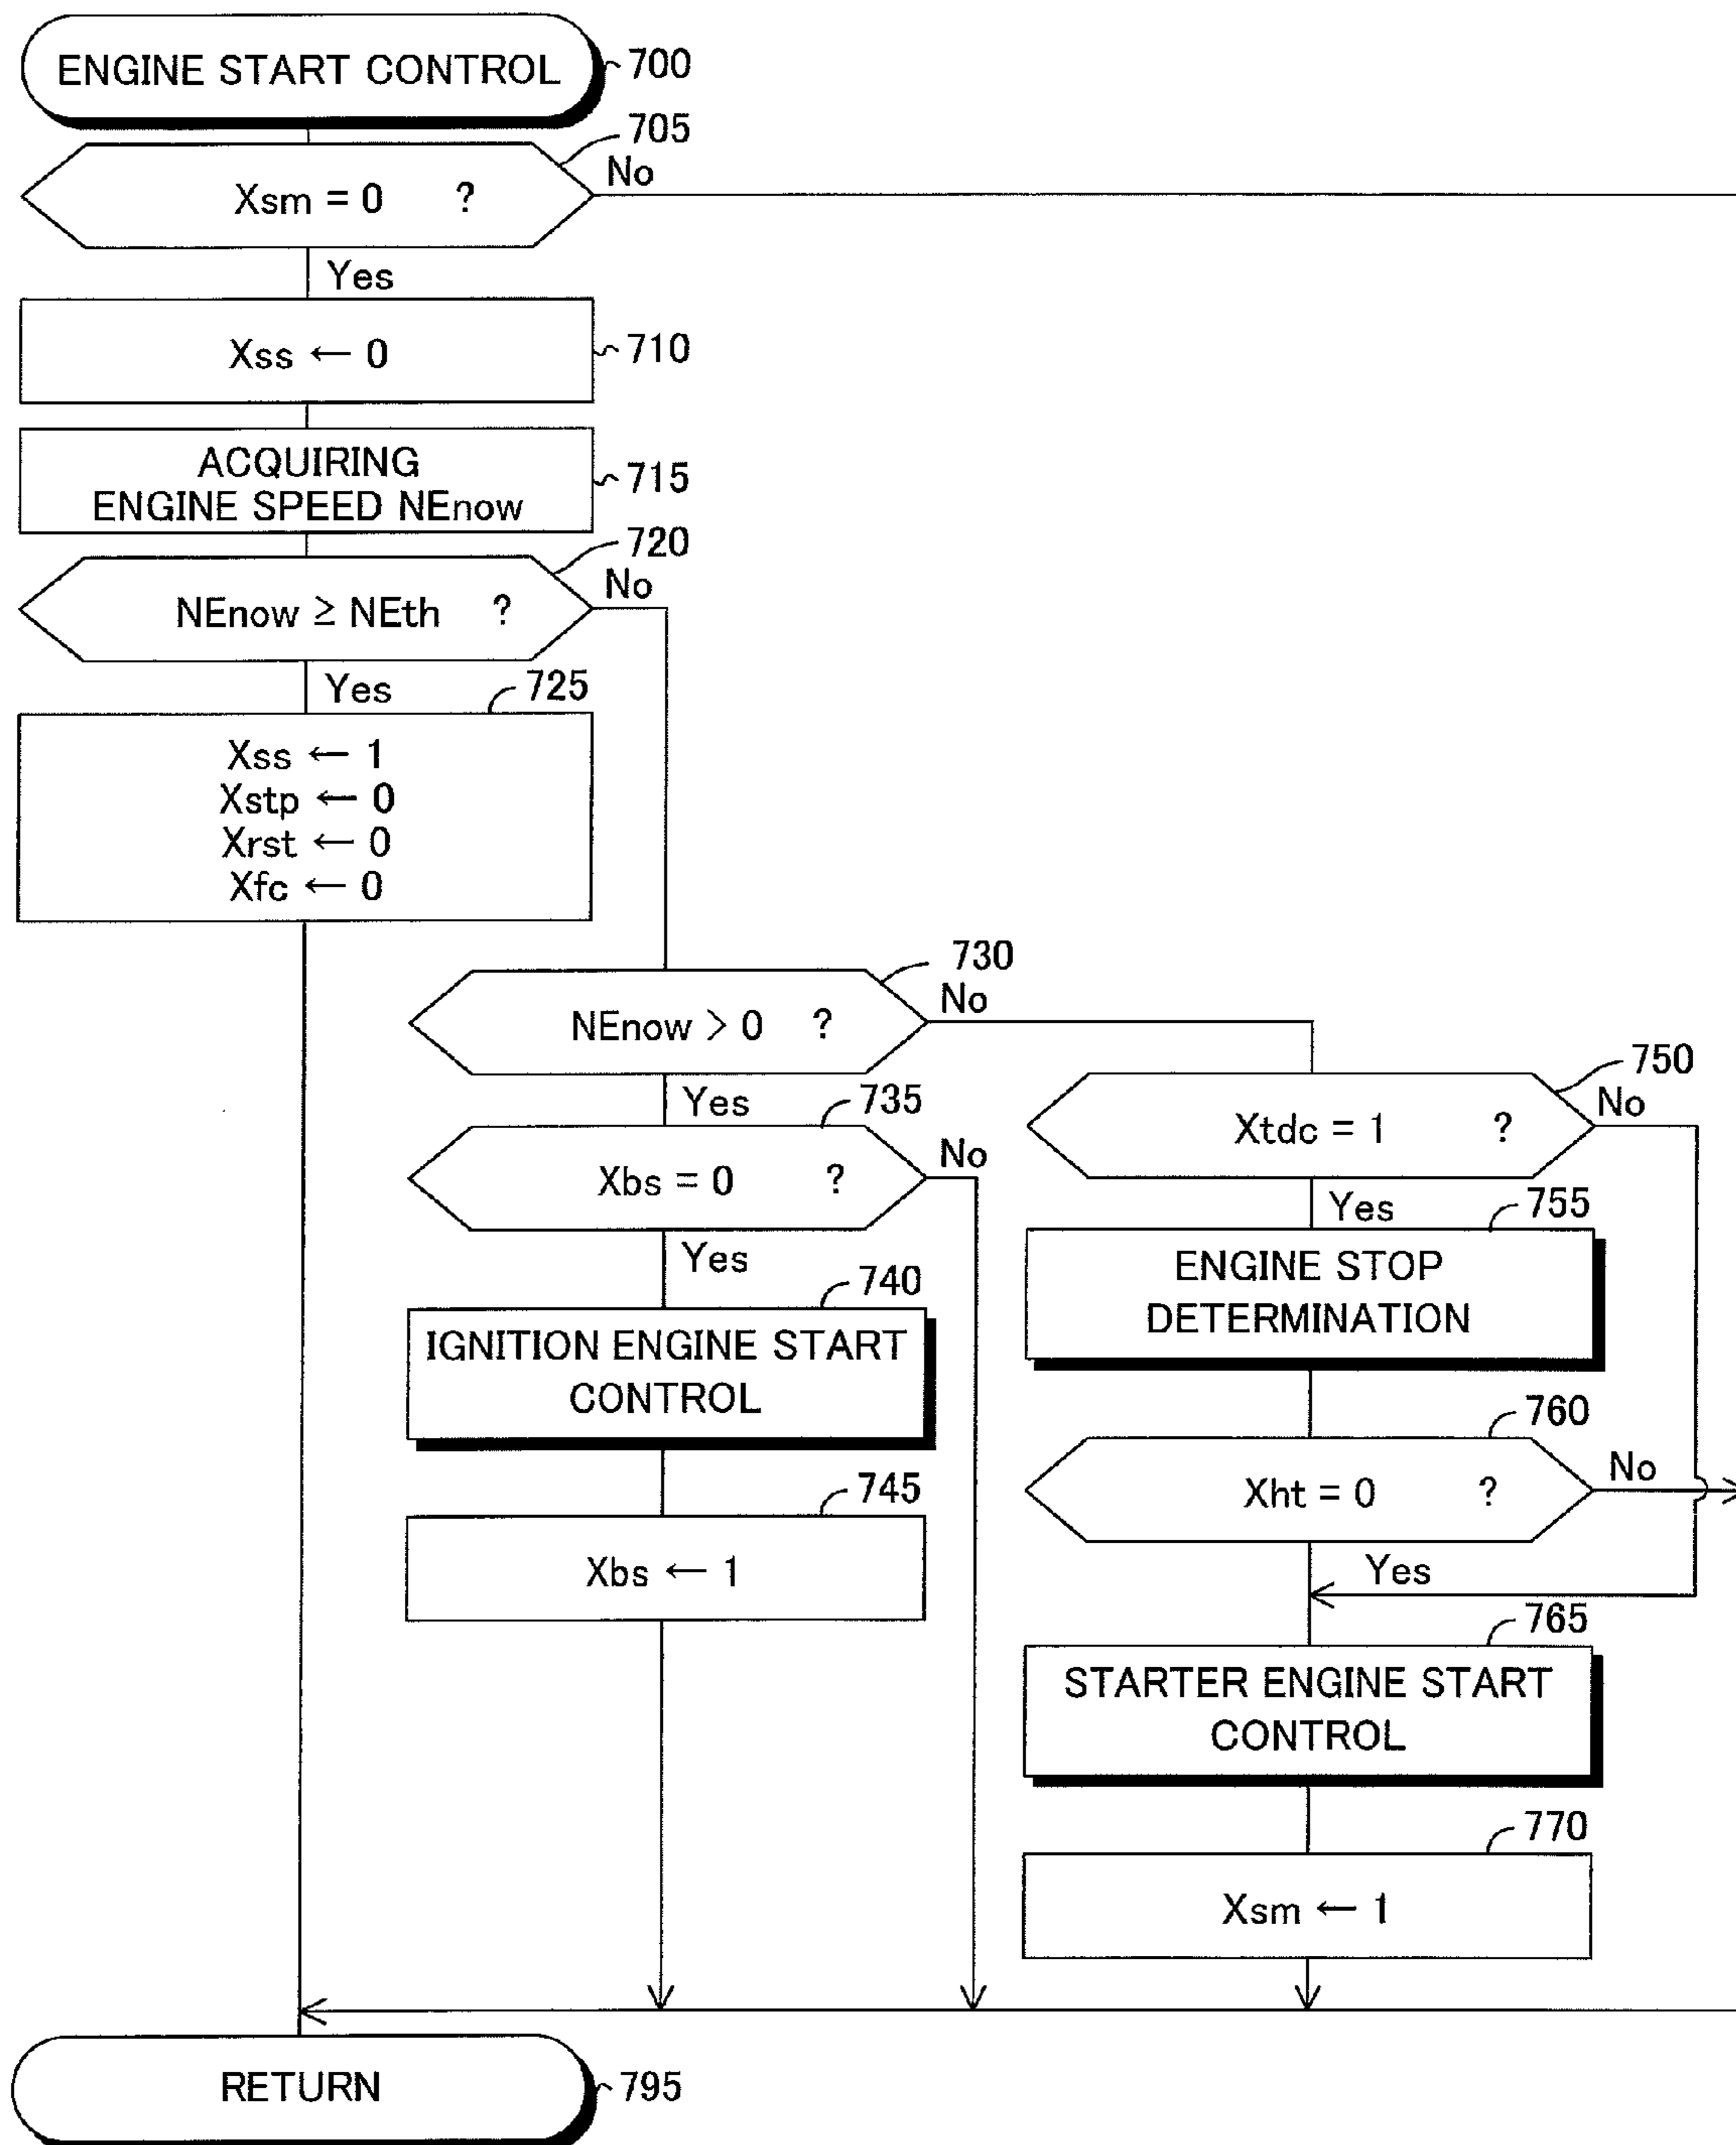 ENGINE START CONTROL
700
705
Xsm = 0 ?
No
Yes
Xss ← 0
710
ACQUIRING
ENGINE SPEED NEnow
715
720
NEnow ≥ NEth ?
No
Yes
725
Xss ← 1
Xstp ← 0
Xrst ← 0
Xfc ← 0
730
NEnow > 0 ?
No
Yes
735
Xbs = 0 ?
No
Yes
740
IGNITION ENGINE START
CONTROL
745
Xbs ← 1
750
Xtdc = 1 ?
No
Yes
755
ENGINE STOP
DETERMINATION
760
Xht = 0 ?
No
Yes
765
STARTER ENGINE START
CONTROL
770
Xsm ← 1
RETURN
795